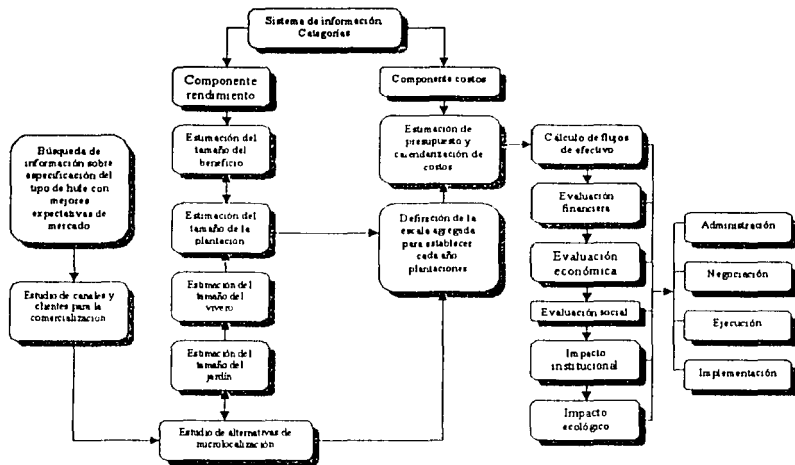 Sistema de información
Categorías
Componente
rendimiento
Componente costos
Estimación del
tamaño del
beneficio
Estimación de
presupuesto y
calendarización de
costos
Cálculo de flujos
de efectivo
Búsqueda de
información sobre
especificación del
tipo de hule con
mejores
expectativas de
mercado
Evaluación
financiera
Estimación del
tamaño de la
plantación
Definición de la
escala agregada
para establecer
cada año
plantaciones
Administración
Evaluación
económica
Negociación
Estudio de canales y
clientes para la
comercialización
Estimación del
tamaño del
vivero
Evaluación social
Ejecución
Estimación del
tamaño del
jardín
Impacto
institucional
Implementación
Estudio de alternativas de
microlocalización
Impacto
ecológico